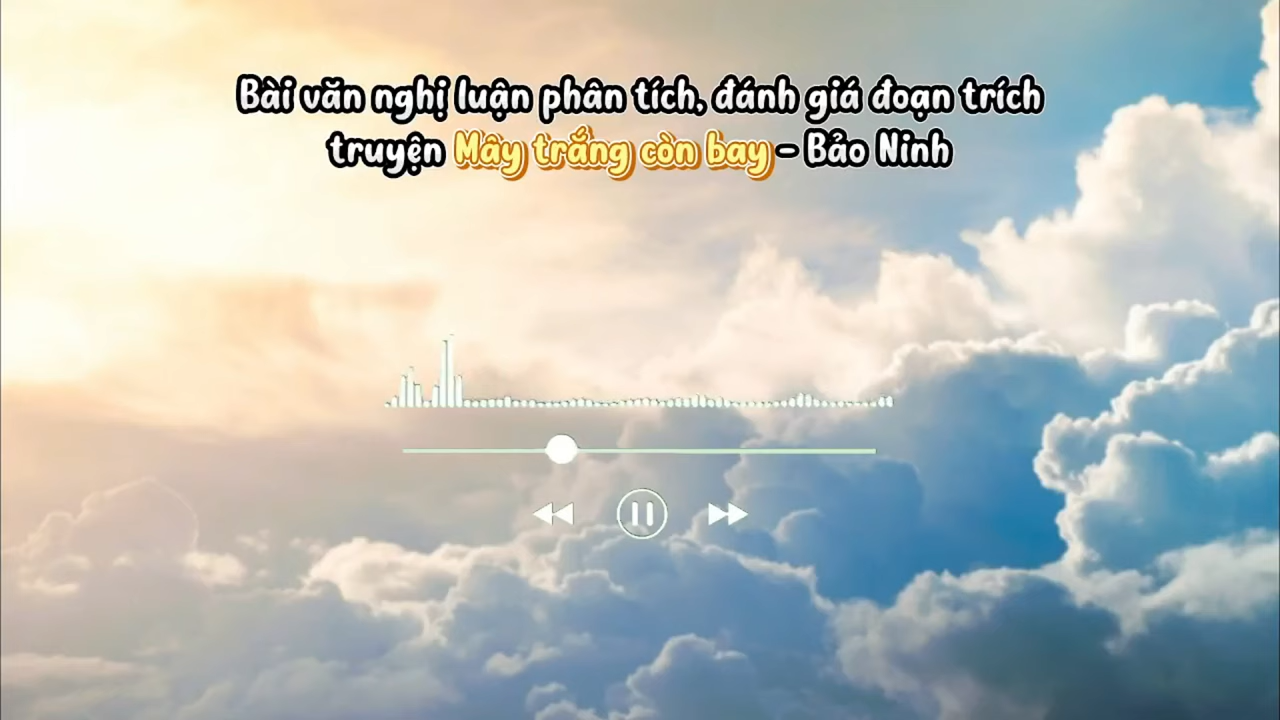 Bài văn nghị luận phân tích, đánh giá đoạn trích
truyện Mây trắng còn bay - Bảo Ninh